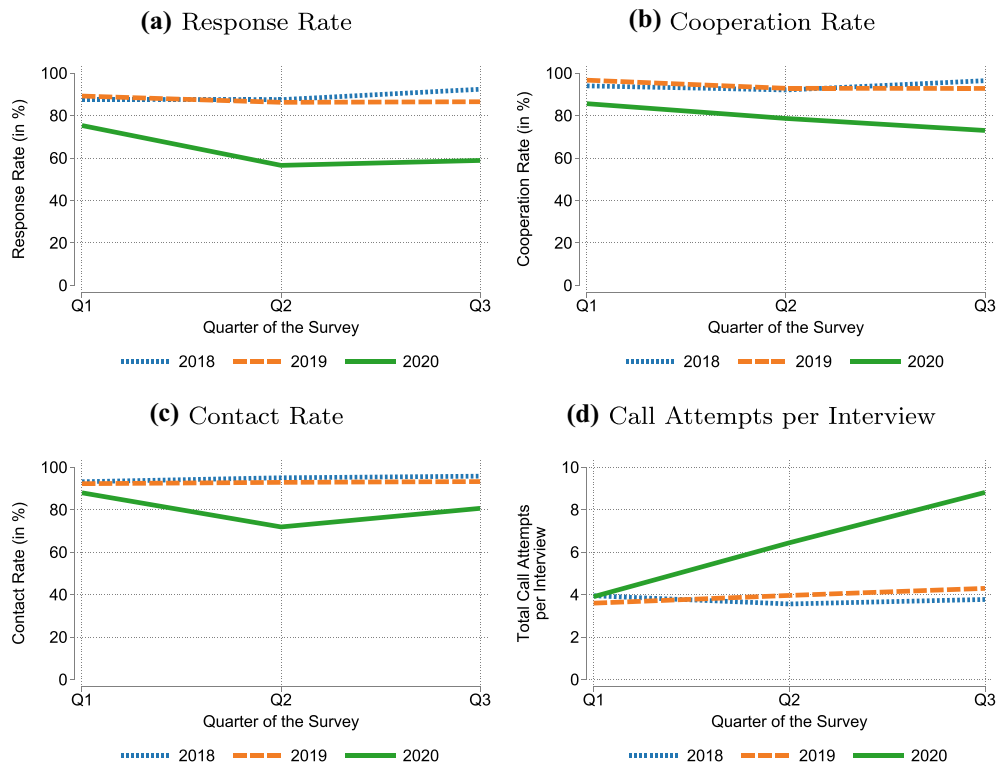 (a) Response Rate
Response Rate (in %)
100
80
60
40
20
0
Q1 Q2 Q3
Quarter of the Survey
2018 2019 2020
(b) Cooperation Rate
Cooperation Rate (in %)
100
80
60
40
20
0
Q1 Q2 Q3
Quarter of the Survey
2018 2019 2020
(c) Contact Rate
Contact Rate (in %)
100
80
60
40
20
0
Q1 Q2 Q3
Quarter of the Survey
2018 2019 2020
(d) Call Attempts per Interview
Total Call Attempts
per Interview
10
8
6
4
2
0
Q1 Q2 Q3
Quarter of the Survey
2018 2019 2020